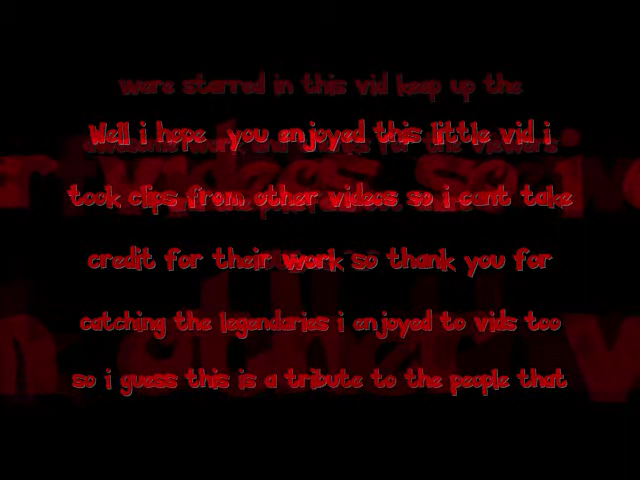 were starred in this vid keep up the
Well i hope you enjoyed this little vid i
took clips from other videos so i cant take
credit for their work so thank you for
catching the legendaries i enjoyed to vids too
so i guess this is a tribute to the people that